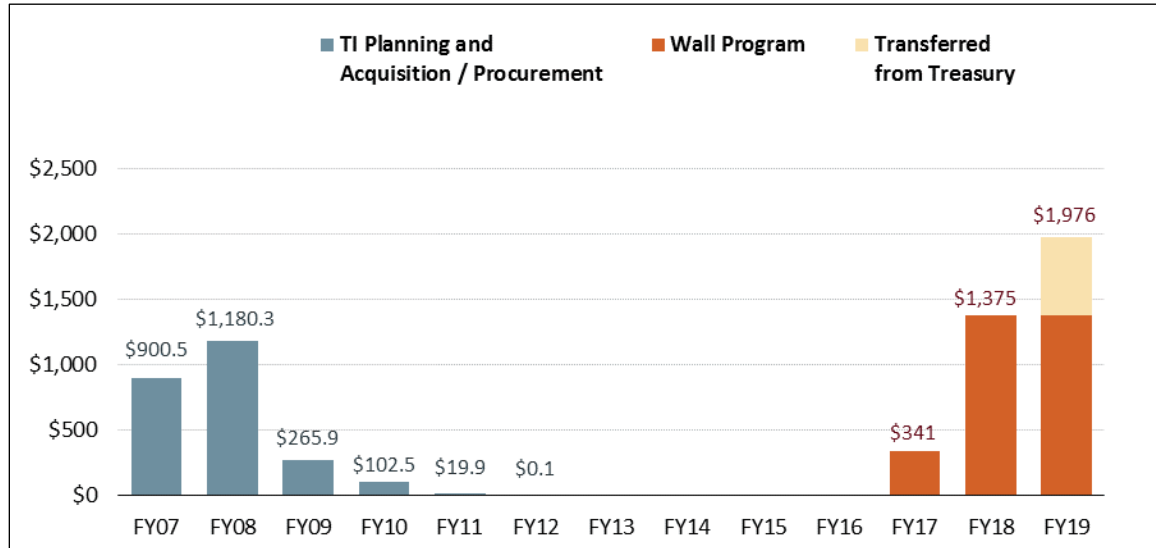 TI Planning and
Acquisition / Procurement
Wall Program
Transferred
from Treasury
$2,500
$2,000
$1,500
$1,000
$500
$0
$900.5
$1,180.3
$265.9
$102.5
$19.9
$0.1
$341
$1,375
$1,976
FY07 FY08 FY09 FY10 FY11 FY12 FY13 FY14 FY15 FY16 FY17 FY18 FY19